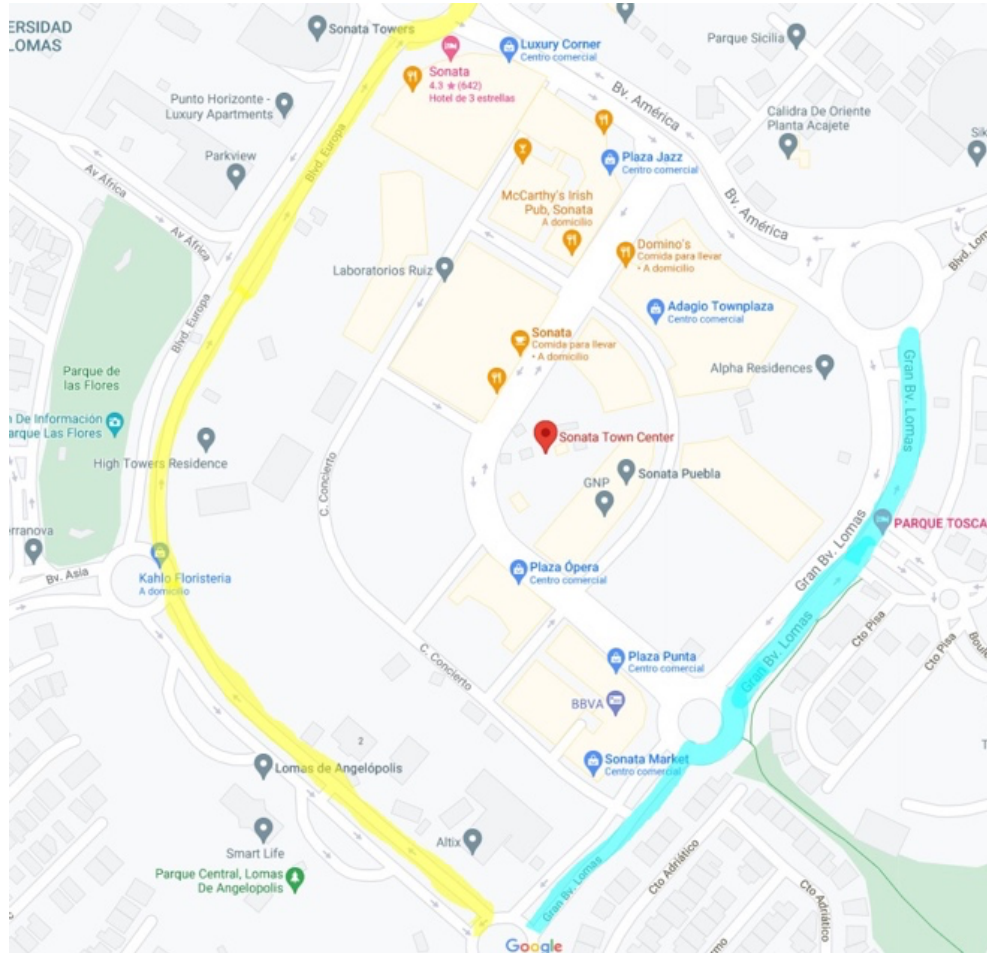 ERSIDAD
LOMAS
Sonata Towers
Luxury Corner
Centro comercial
Parque Sicilia
Sonata
4.3 ★ (642)
Hotel de 3 estrellas
Bv. América
Punto Horizonte -
Luxury Apartments
Calidra De Oriente
Planta Acajete
Sik
Blvd. Europa
Parkview
Plaza Jazz
Centro comercial
Av Africa
McCarthy's Irish
Pub, Sonata
A domicilio
Bv. América
Av Africa
Domino's
Comida para llevar
• A domicilio
Blvd. Lom
Laboratorios Ruiz
Adagio Townplaza
Centro comercial
Blvd. Europa
Sonata
Comida para llevar
• A domicilio
Parque de
las Flores
Alpha Residences
Gran Bv. Lomas
n De Información
arque Las Flores
Sonata Town Center
High Towers Residence
Sonata Puebla
GNP
C. Concierto
erranova
PARQUE TOSCA
Gran Bv. Lomas
Bv. Asia
Kahlo Floristeria
A domicilio
Plaza Ópera
Centro comercial
Cto Pisa
Cto Pisa
Boule
Gran Bv. Lomas
C. Concierto
Plaza Punta
Centro comercial
BBVA
2
Lomas de Angelópolis
Sonata Market
Centro comercial
T
Altix
Smart Life
Cto Adriático
Cto Adriático
Parque Central, Lomas
De Angelopolis
Gran Bv. Lomas
rmo
Google